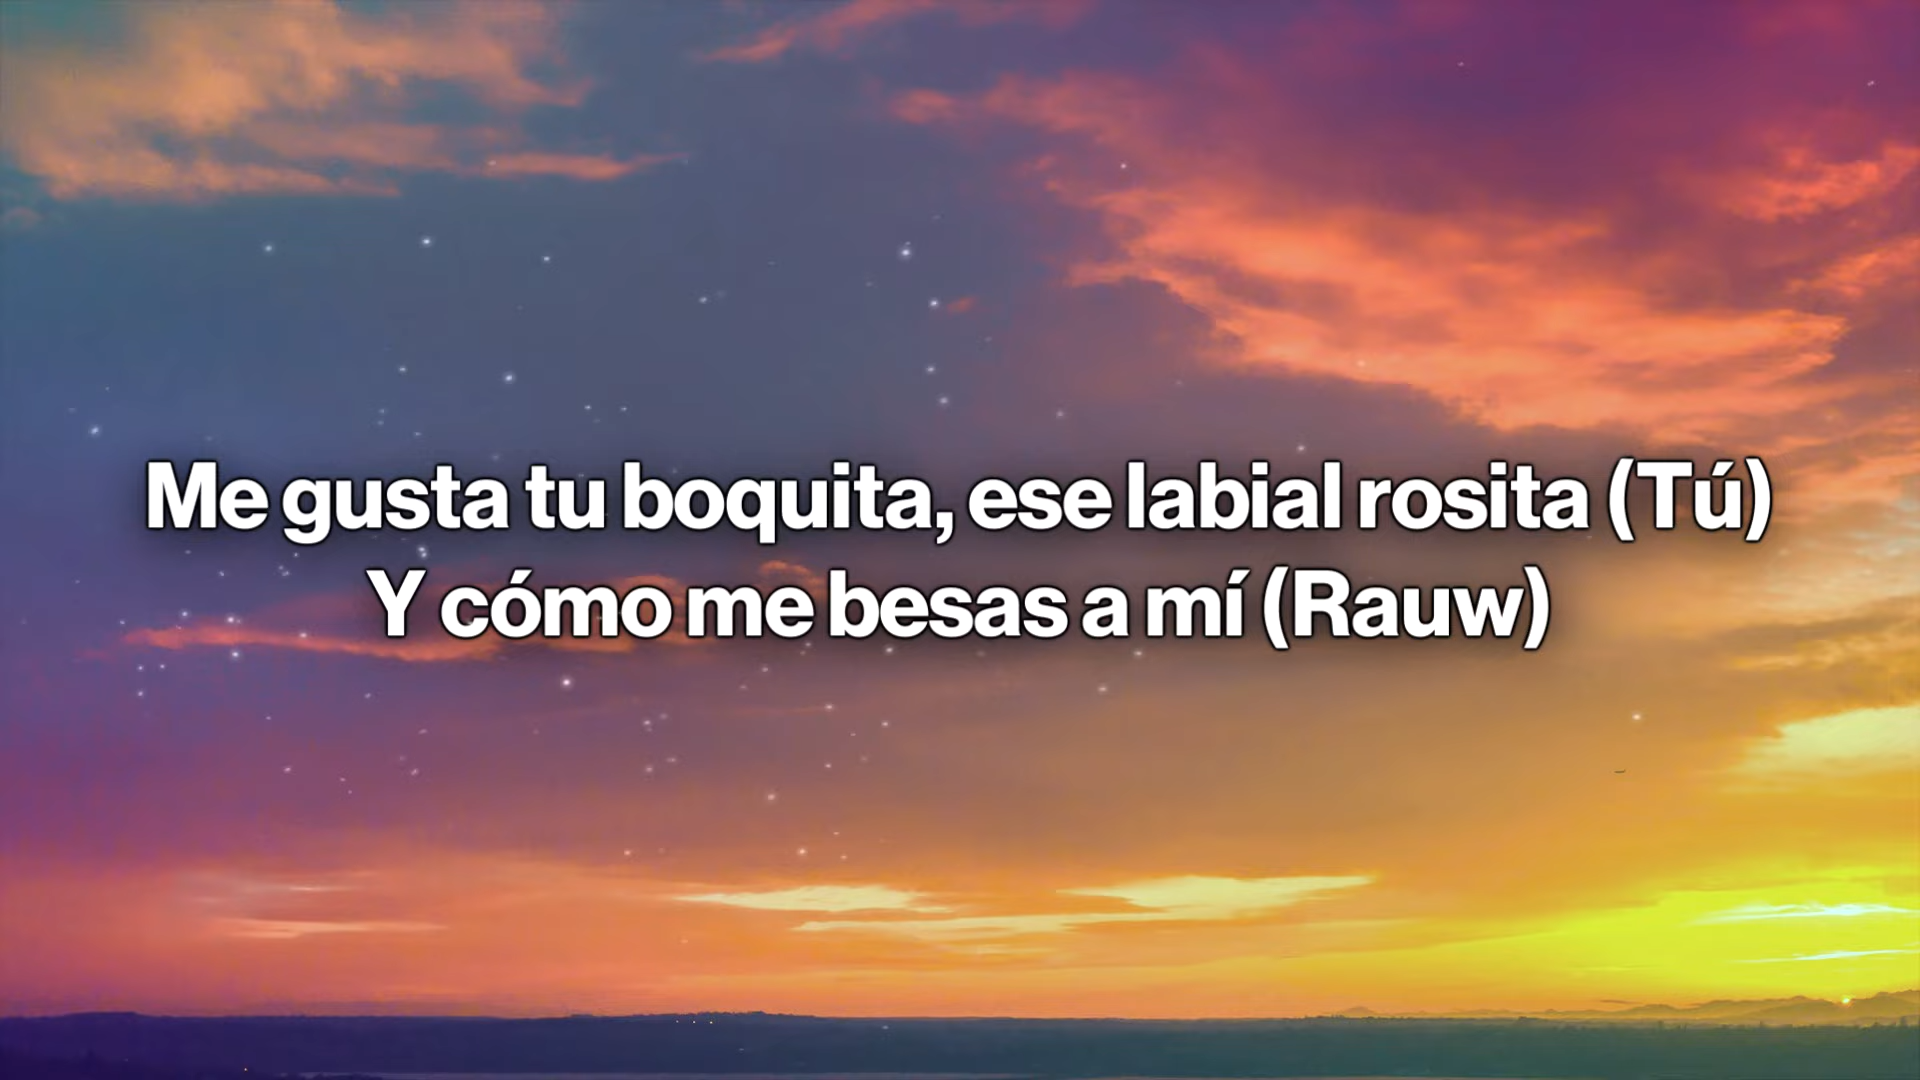 Me gusta tu boquita, ese labial rosita (Tú)
Y cómo me besas a mí (Rauw)